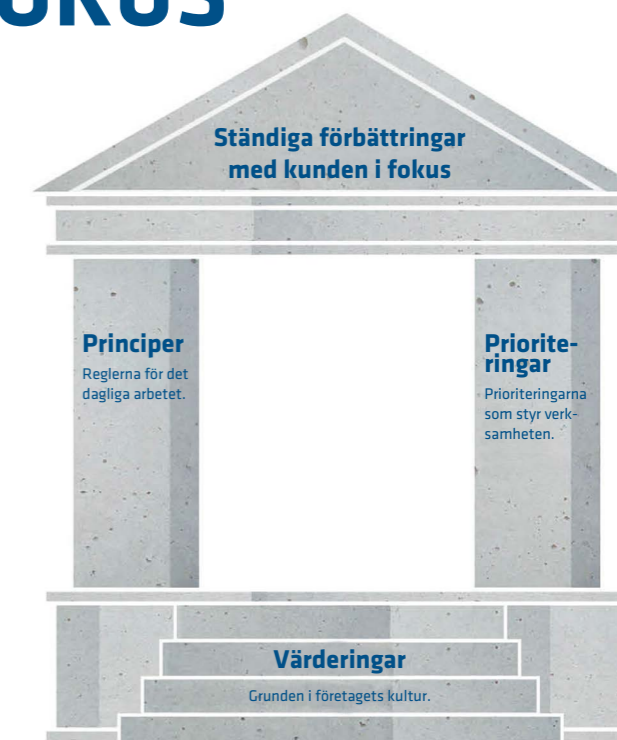 OKUS
Ständiga förbättringar
med kunden i fokus
Principer
Reglerna för det
dagliga arbetet.
Priorite-
ringar
Prioriteringarna
som styr verk-
samheten.
Värderingar
Grunden i företagets kultur.